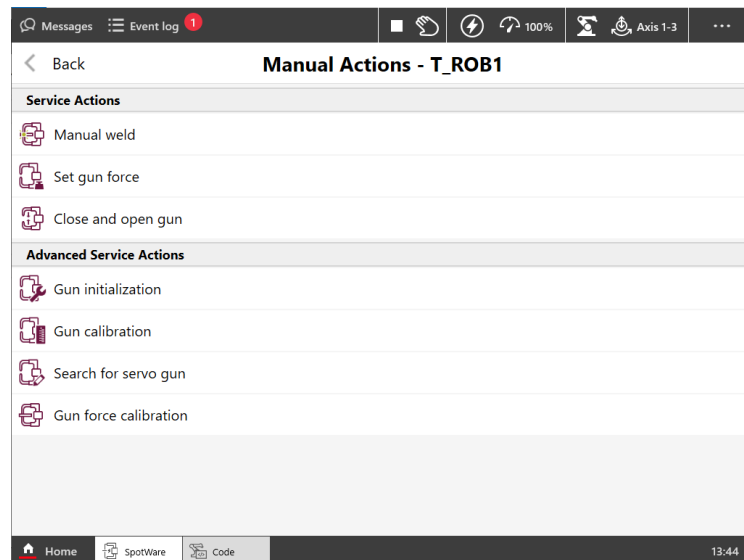 Messages Event log 1 100% Axis 1-3 ...
Back Manual Actions - T_ROB1
Service Actions
Manual weld
Set gun force
Close and open gun
Advanced Service Actions
Gun initialization
Gun calibration
Search for servo gun
Gun force calibration
Home SpotWare Code 13:44